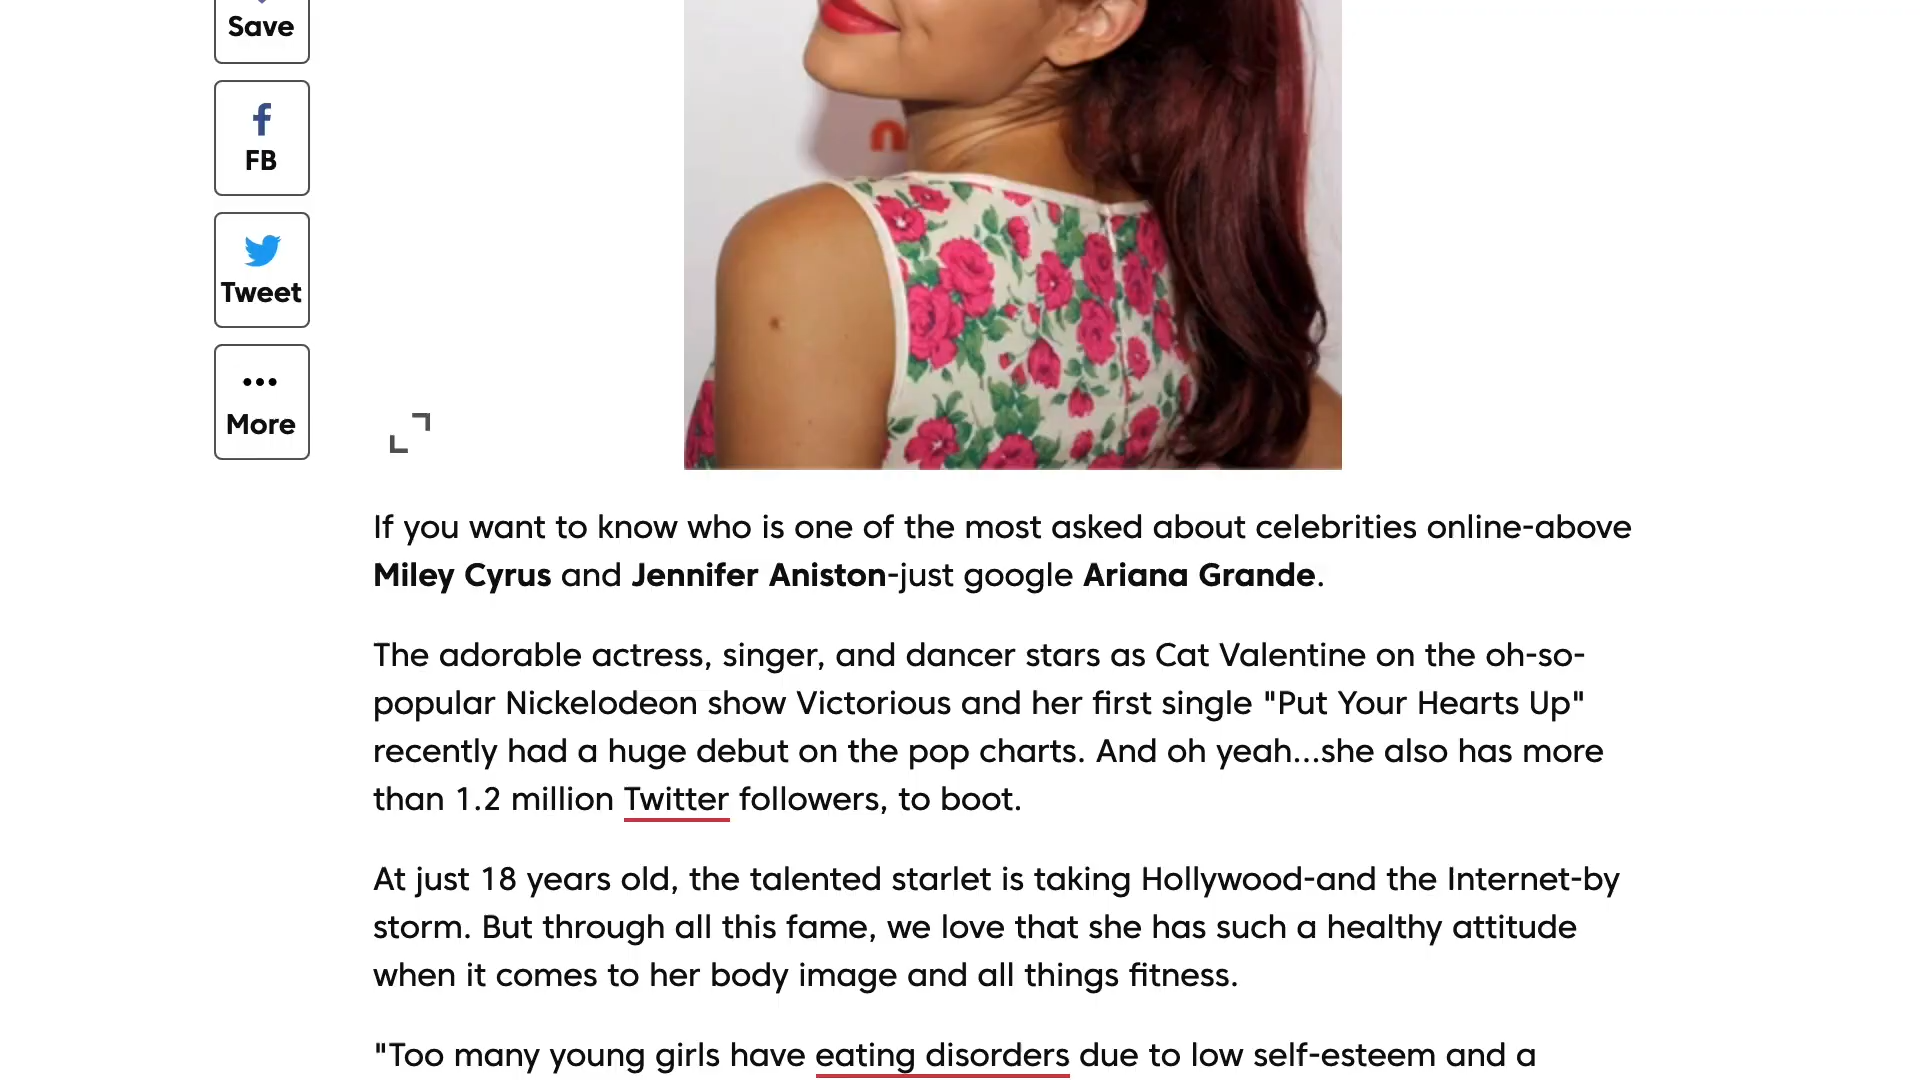 Save
FB
Tweet
More
If you want to know who is one of the most asked about celebrities online-above
Miley Cyrus and Jennifer Aniston-just google Ariana Grande.
The adorable actress, singer, and dancer stars as Cat Valentine on the oh-so-
popular Nickelodeon show Victorious and her first single "Put Your Hearts Up"
recently had a huge debut on the pop charts. And oh yeah...she also has more
than 1.2 million Twitter followers, to boot.
At just 18 years old, the talented starlet is taking Hollywood-and the Internet-by
storm. But through all this fame, we love that she has such a healthy attitude
when it comes to her body image and all things fitness.
"Too many young girls have eating disorders due to low self-esteem and a